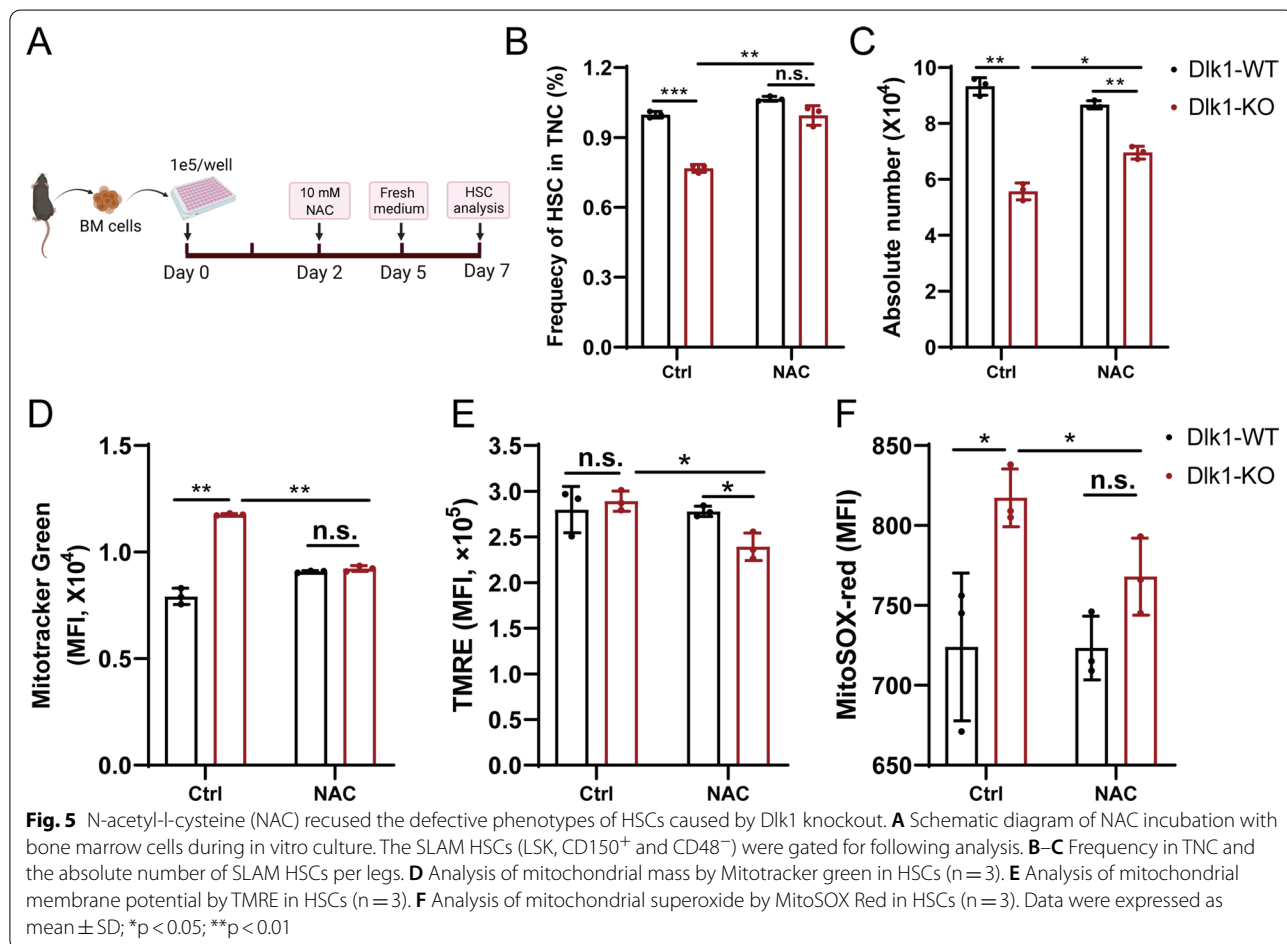 A
1e5/well
BM cells
10 mM
NAC
Fresh
medium
HSC
analysis
Day 0
Day 2
Day 5
Day 7
B
Frequecy of HSC in TNC (%)
1.2
0.9
0.6
0.3
0.0
***
**
n.s.
Ctrl
NAC
C
Absolute number (X10⁴)
10
8
6
4
2
0
**
*
**
Ctrl
NAC
Dlk1-WT
Dlk1-KO
D
Mitotracker Green
(MFI, X10⁴)
1.5
1.0
0.5
0.0
**
**
n.s.
Ctrl
NAC
E
TMRE (MFI, ×10⁵)
3.5
3.0
2.5
2.0
1.5
1.0
0.5
0.0
n.s.
*
*
Ctrl
NAC
F
MitoSOX-red (MFI)
850
800
750
700
650
*
*
n.s.
Ctrl
NAC
Dlk1-WT
Dlk1-KO
Fig. 5 N-acetyl-l-cysteine (NAC) recused the defective phenotypes of HSCs caused by Dlk1 knockout. A Schematic diagram of NAC incubation with
bone marrow cells during in vitro culture. The SLAM HSCs (LSK, CD150⁺ and CD48⁻) were gated for following analysis. B–C Frequency in TNC and
the absolute number of SLAM HSCs per legs. D Analysis of mitochondrial mass by Mitotracker green in HSCs (n = 3). E Analysis of mitochondrial
membrane potential by TMRE in HSCs (n = 3). F Analysis of mitochondrial superoxide by MitoSOX Red in HSCs (n = 3). Data were expressed as
mean ± SD; *p < 0.05; **p < 0.01